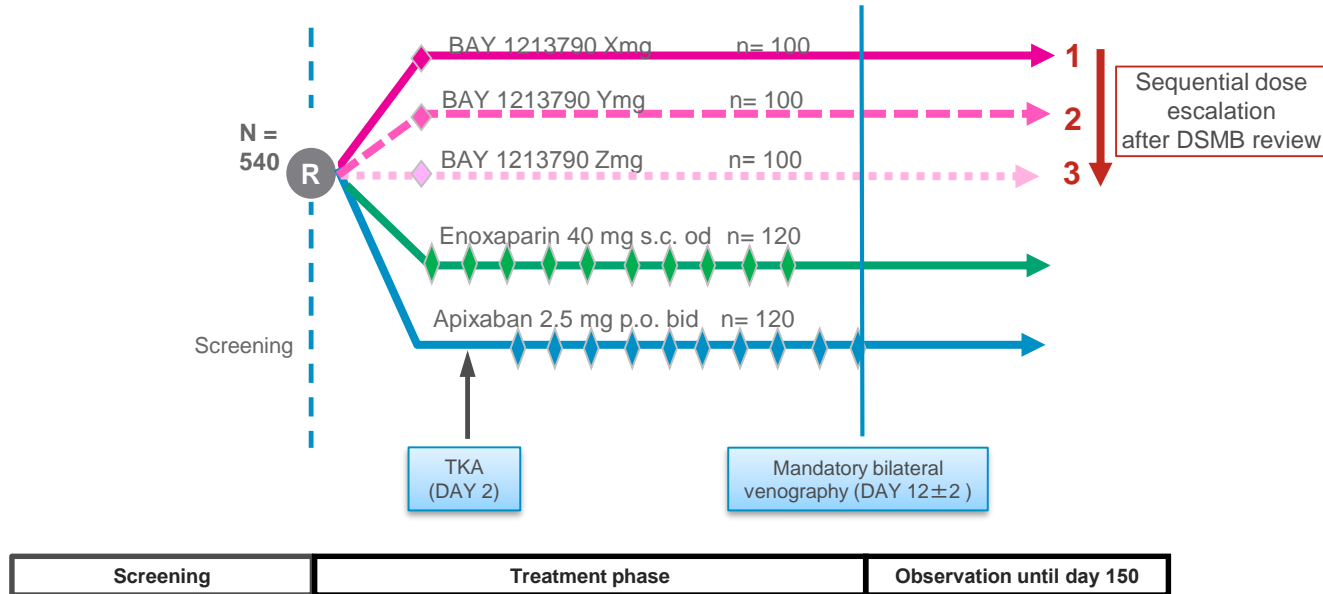 BAY 1213790 Xmg n= 100
1
Sequential dose
escalation
after DSMB review
BAY 1213790 Ymg n= 100
2
N =
540
R
BAY 1213790 Zmg n= 100
3
Enoxaparin 40 mg s.c. od n= 120
Apixaban 2.5 mg p.o. bid n= 120
Screening
TKA
(DAY 2)
Mandatory bilateral
venography (DAY 12±2 )
Screening
Treatment phase
Observation until day 150